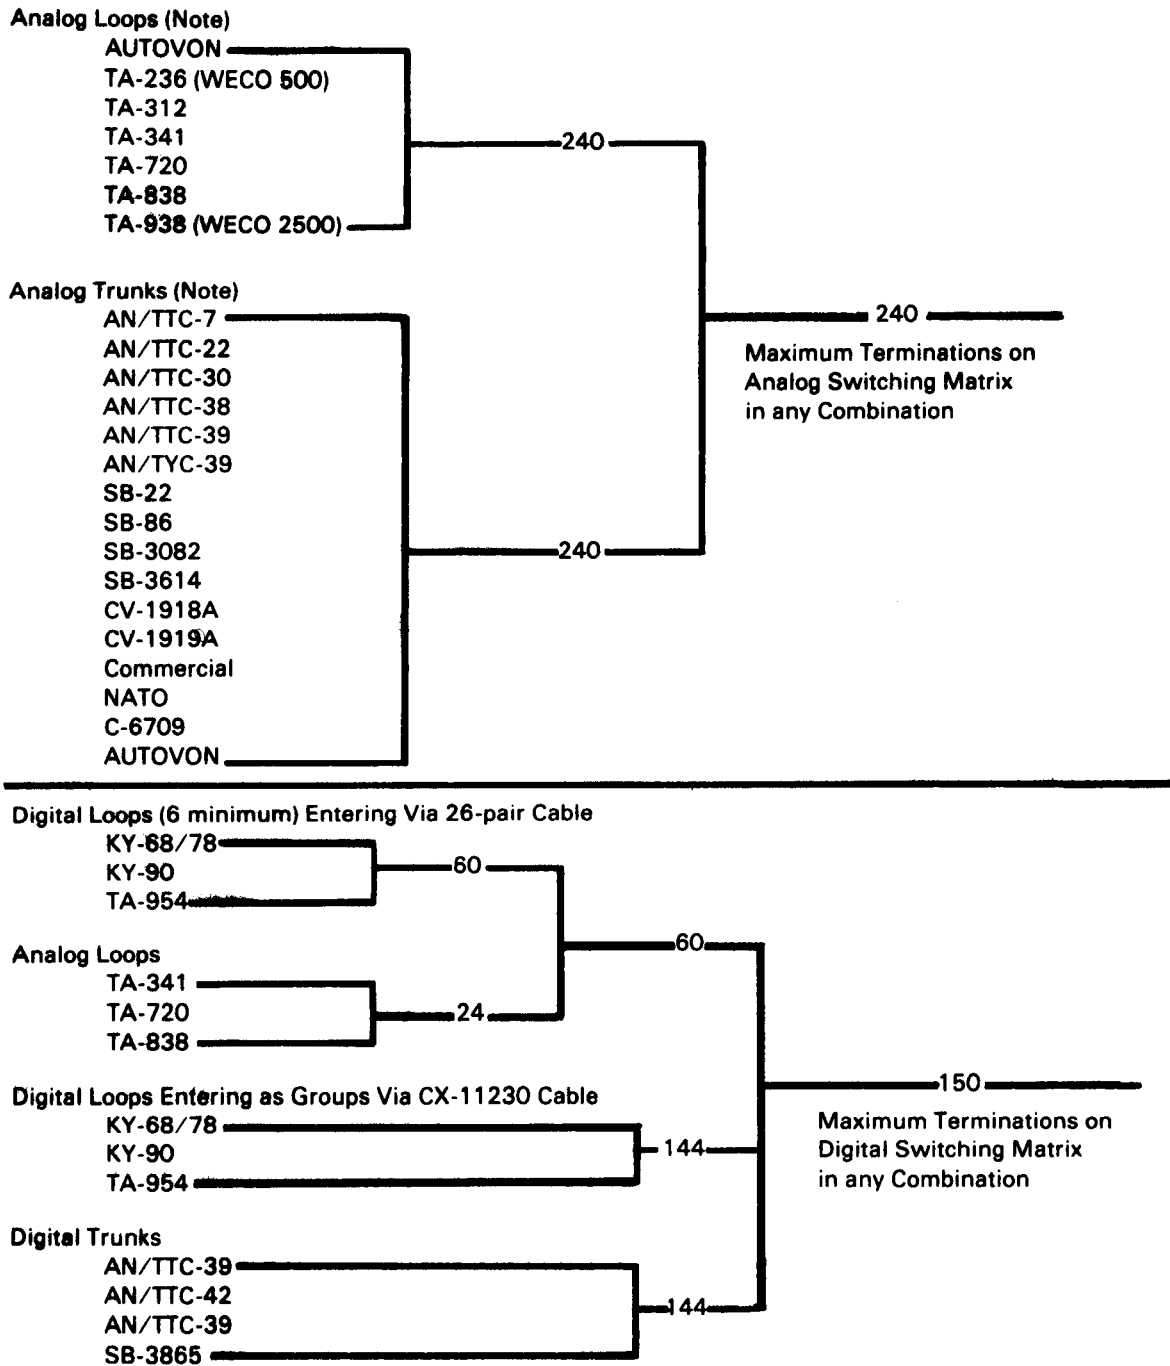 Analog Loops (Note)
AUTOVON
TA-236 (WECO 500)
TA-312
TA-341
TA-720
TA-838
TA-938 (WECO 2500)
240
Analog Trunks (Note)
AN/TTC-7
AN/TTC-22
AN/TTC-30
AN/TTC-38
AN/TTC-39
AN/TYC-39
SB-22
SB-86
SB-3082
SB-3614
CV-1918A
CV-1919A
Commercial
NATO
C-6709
AUTOVON
240
240
Maximum Terminations on
Analog Switching Matrix
in any Combination
Digital Loops (6 minimum) Entering Via 26-pair Cable
KY-68/78
KY-90
TA-954
60
Analog Loops
TA-341
TA-720
TA-838
24
60
Digital Loops Entering as Groups Via CX-11230 Cable
KY-68/78
KY-90
TA-954
144
Digital Trunks
AN/TTC-39
AN/TTC-42
AN/TTC-39
SB-3865
144
150
Maximum Terminations on
Digital Switching Matrix
in any Combination